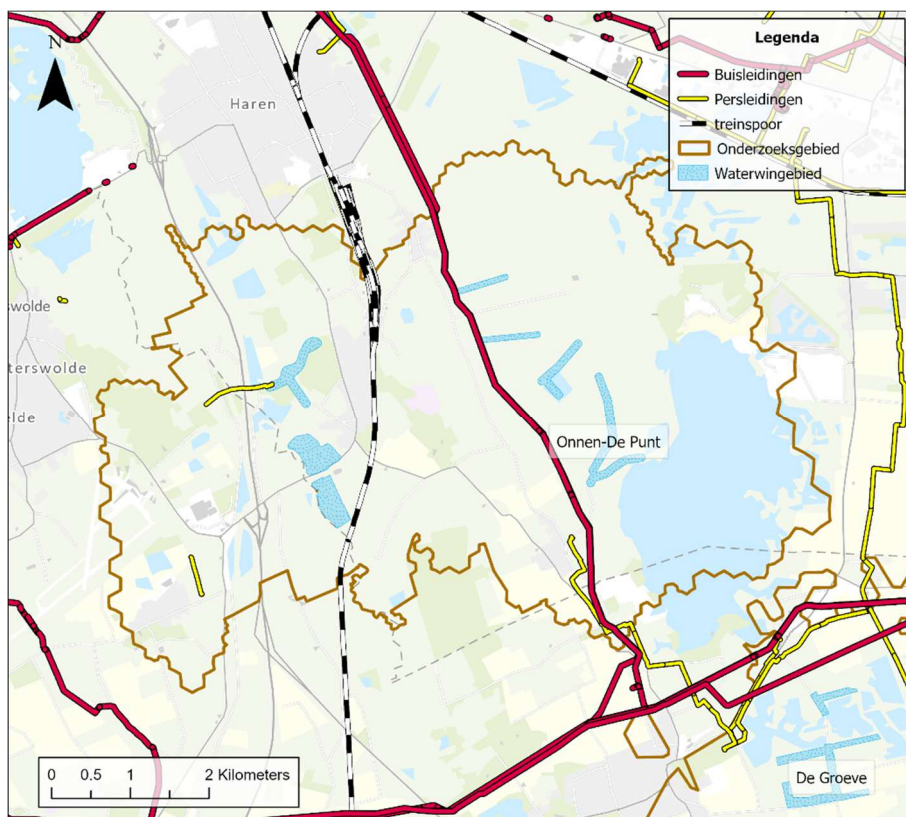 N
Haren
Legenda
Buisleidingen
Persleidingen
treinspoor
Onderzoeksgebied
Waterwingebied
swolde
terswolde
elde
Onnen-De Punt
De Groeve
0 0.5 1 2 Kilometers